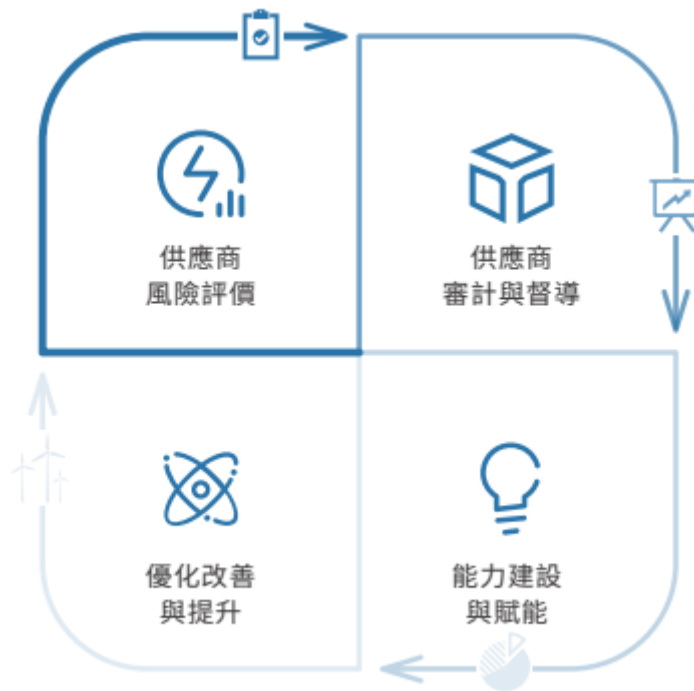 供應商
風險評價
供應商
審計與督導
優化改善
與提升
能力建設
與賦能